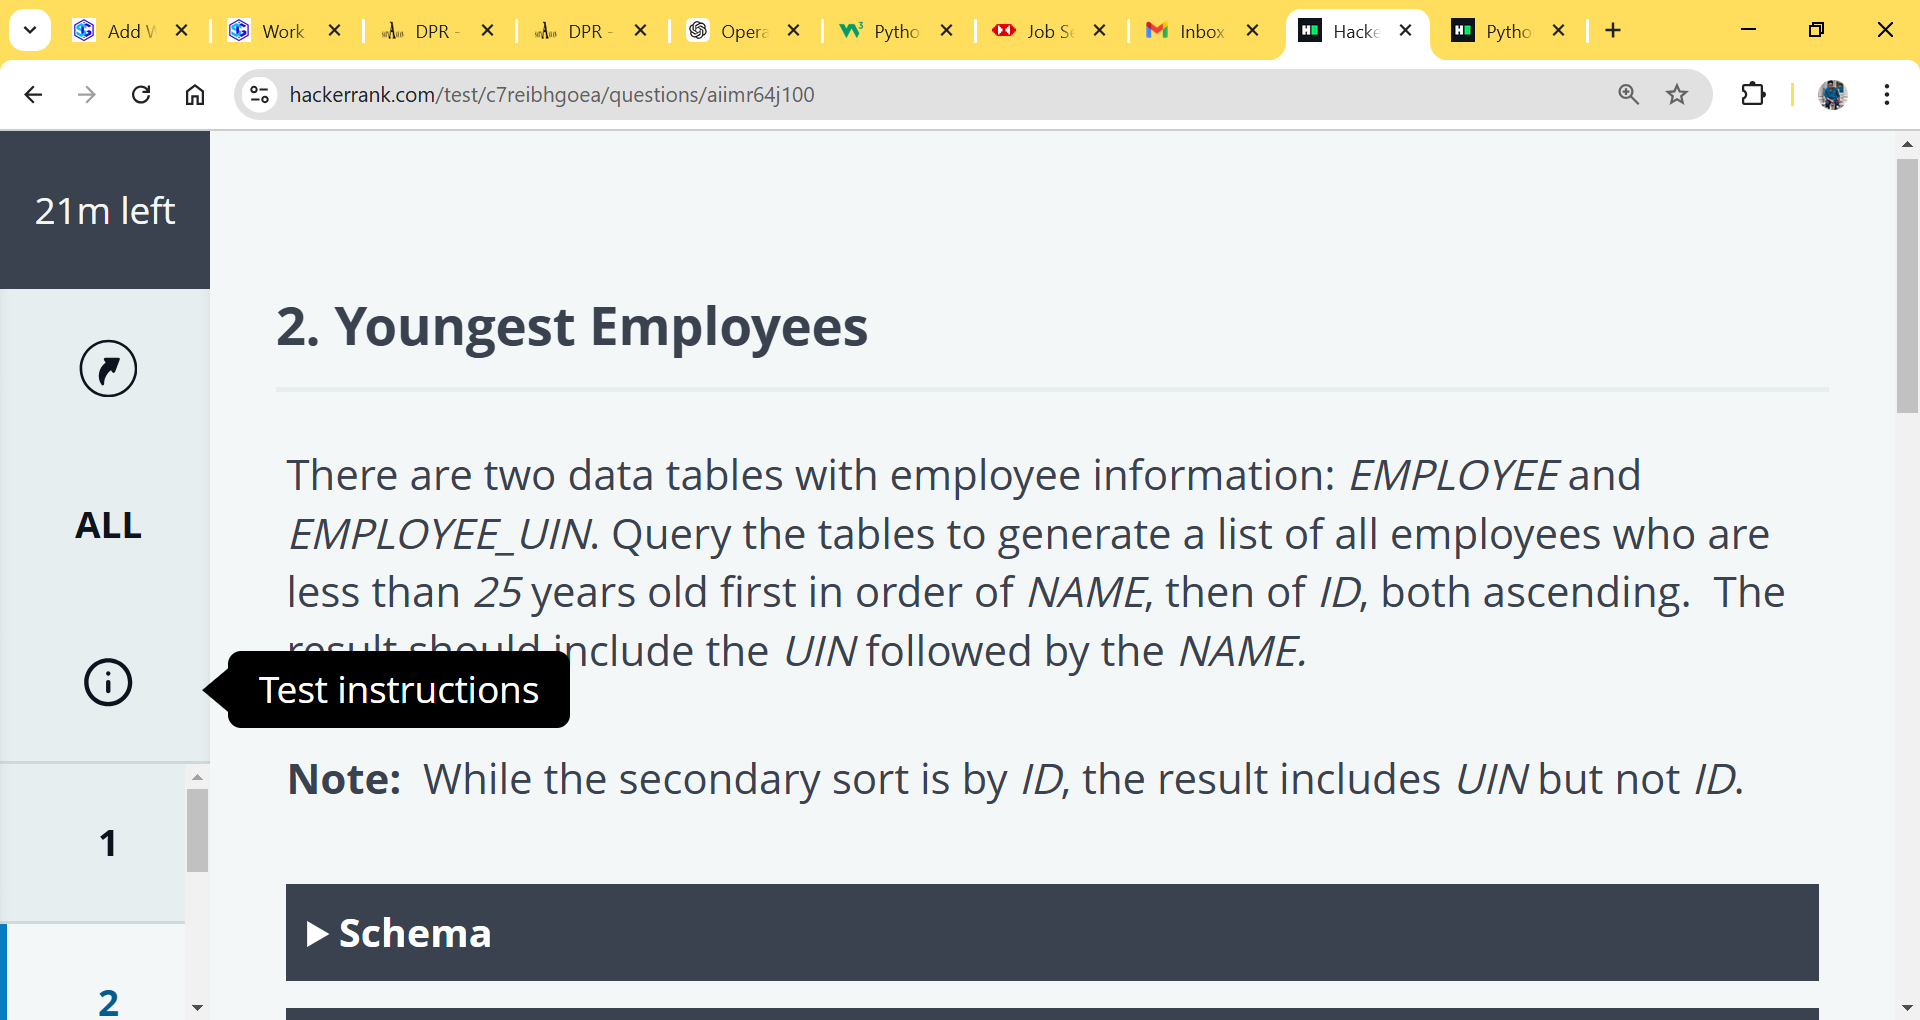 Add W
Work
DPR -
DPR -
Opera
Pytho
Job Se
Inbox
Hacke
Pytho
hackerrank.com/test/c7reibhgoea/questions/aiimr64j100
21m left
ALL
Test instructions
1
2
2. Youngest Employees
There are two data tables with employee information: EMPLOYEE and
EMPLOYEE_UIN. Query the tables to generate a list of all employees who are
less than 25 years old first in order of NAME, then of ID, both ascending. The
result should include the UIN followed by the NAME.
Note: While the secondary sort is by ID, the result includes UIN but not ID.
Schema